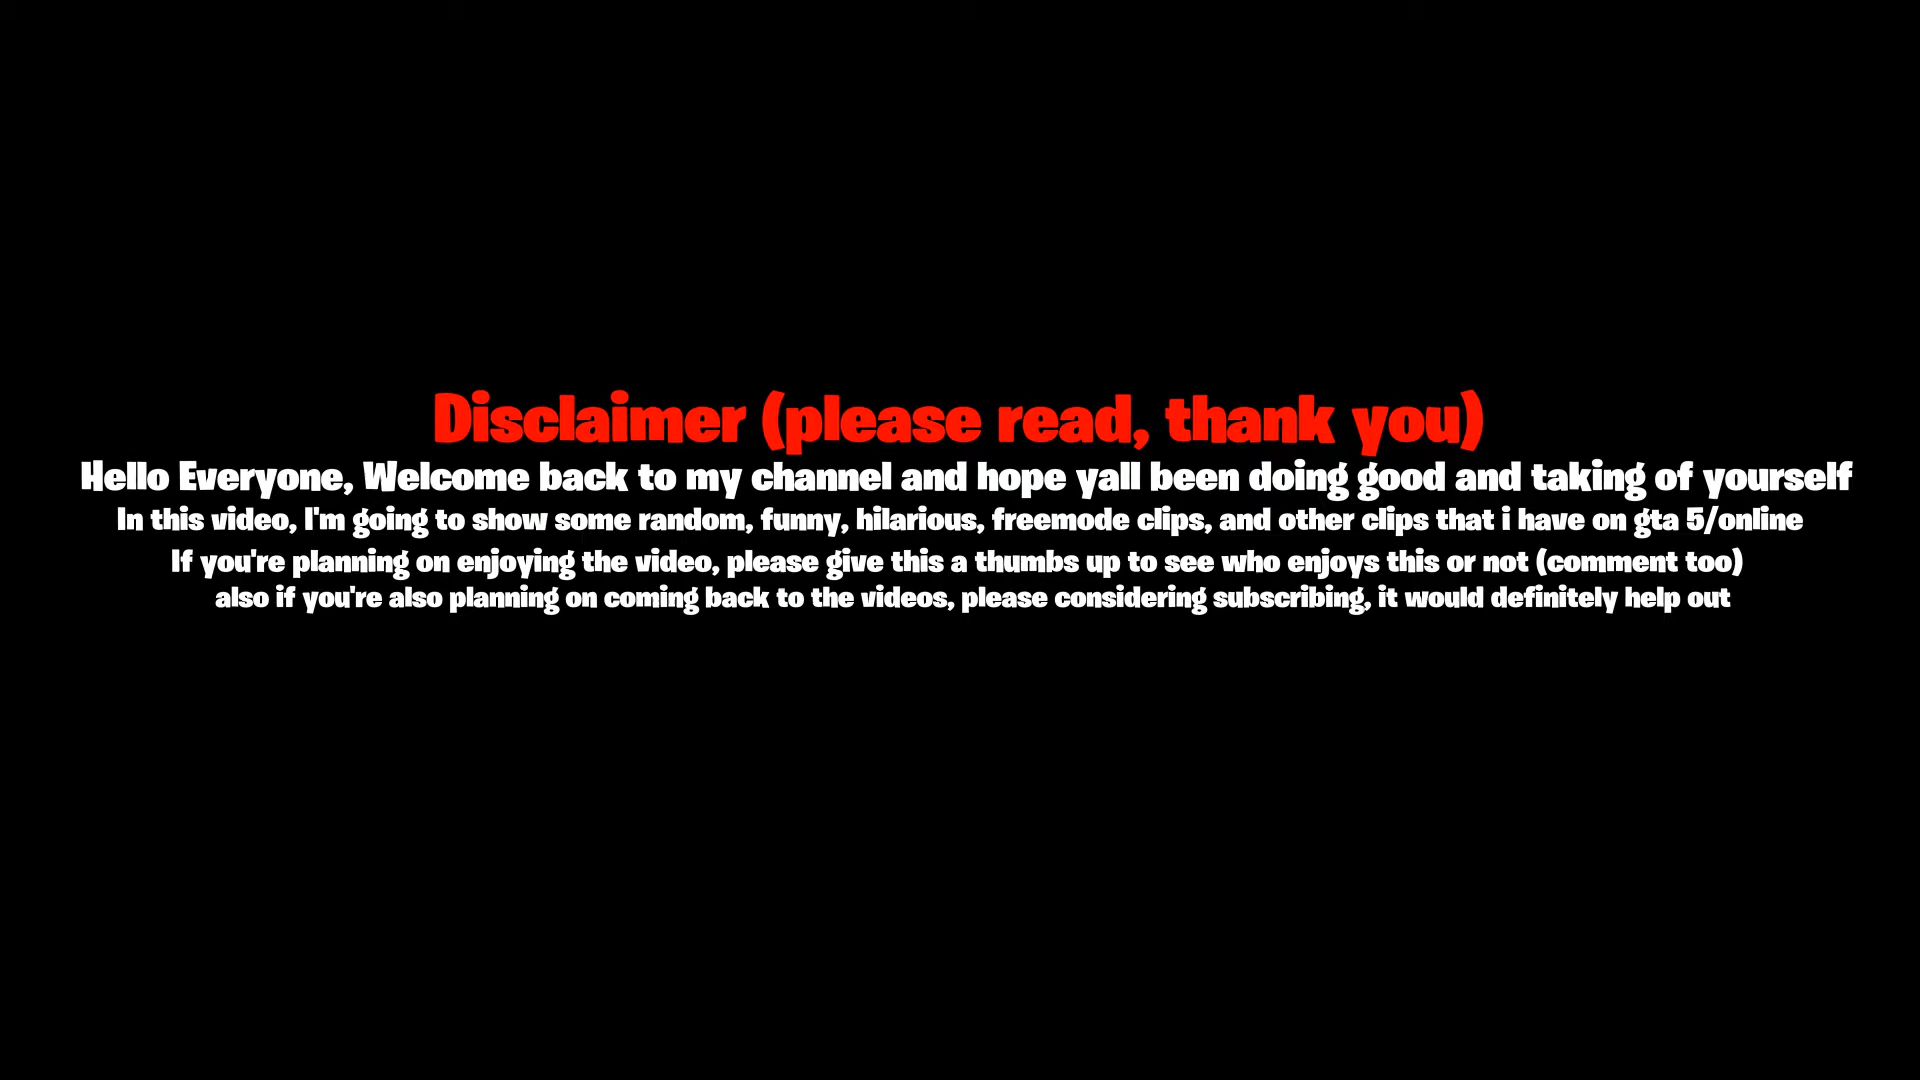 Disclaimer (please read, thank you)
Hello Everyone, Welcome back to my channel and hope yall been doing good and taking of yourself
In this video, I'm going to show some random, funny, hilarious, freemode clips, and other clips that i have on gta 5/online
If you're planning on enjoying the video, please give this a thumbs up to see who enjoys this or not (comment too)
also if you're also planning on coming back to the videos, please considering subscribing, it would definitely help out